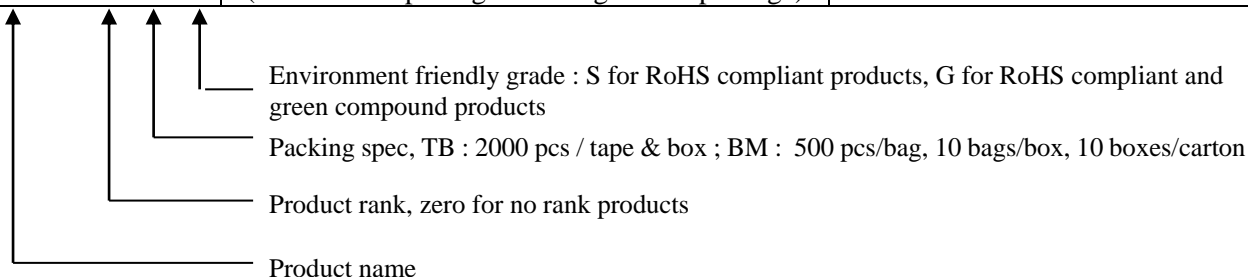 Environment friendly grade : S for RoHS compliant products, G for RoHS compliant and
green compound products
Packing spec, TB : 2000 pcs / tape & box ; BM : 500 pcs/bag, 10 bags/box, 10 boxes/carton
Product rank, zero for no rank products
Product name